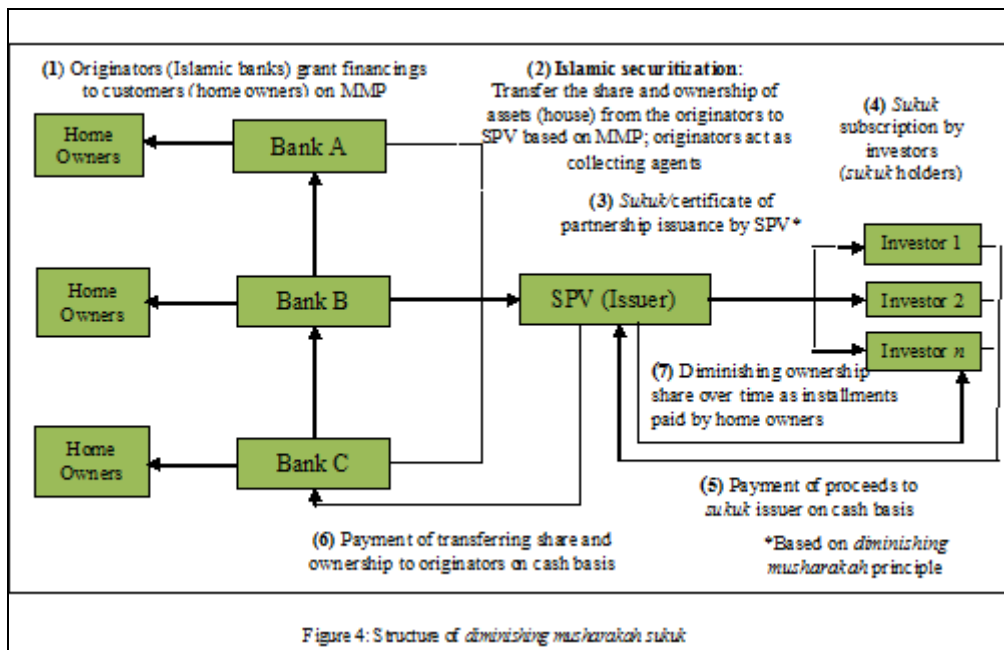 (1) Originators (Islamic banks) grant financings
to customers (home owners) on MMP
(2) Islamic securitization:
Transfer the share and ownership of
assets (house) from the originators to
SPV based on MMP; originators act as
collecting agents
(4) Sukuk
subscription by
investors
(sukuk holders)
Home
Owners
Bank A
(3) Sukuk/certificate of
partnership issuance by SPV*
Investor 1
Home
Owners
Bank B
SPV (Issuer)
Investor 2
Investor n
(7) Diminishing ownership
share over time as installments
paid by home owners
Home
Owners
Bank C
(5) Payment of proceeds to
sukuk issuer on cash basis
(6) Payment of transferring share and
ownership to originators on cash basis
*Based on diminishing
musharakah principle
Figure 4: Structure of diminishing musharakah sukuk